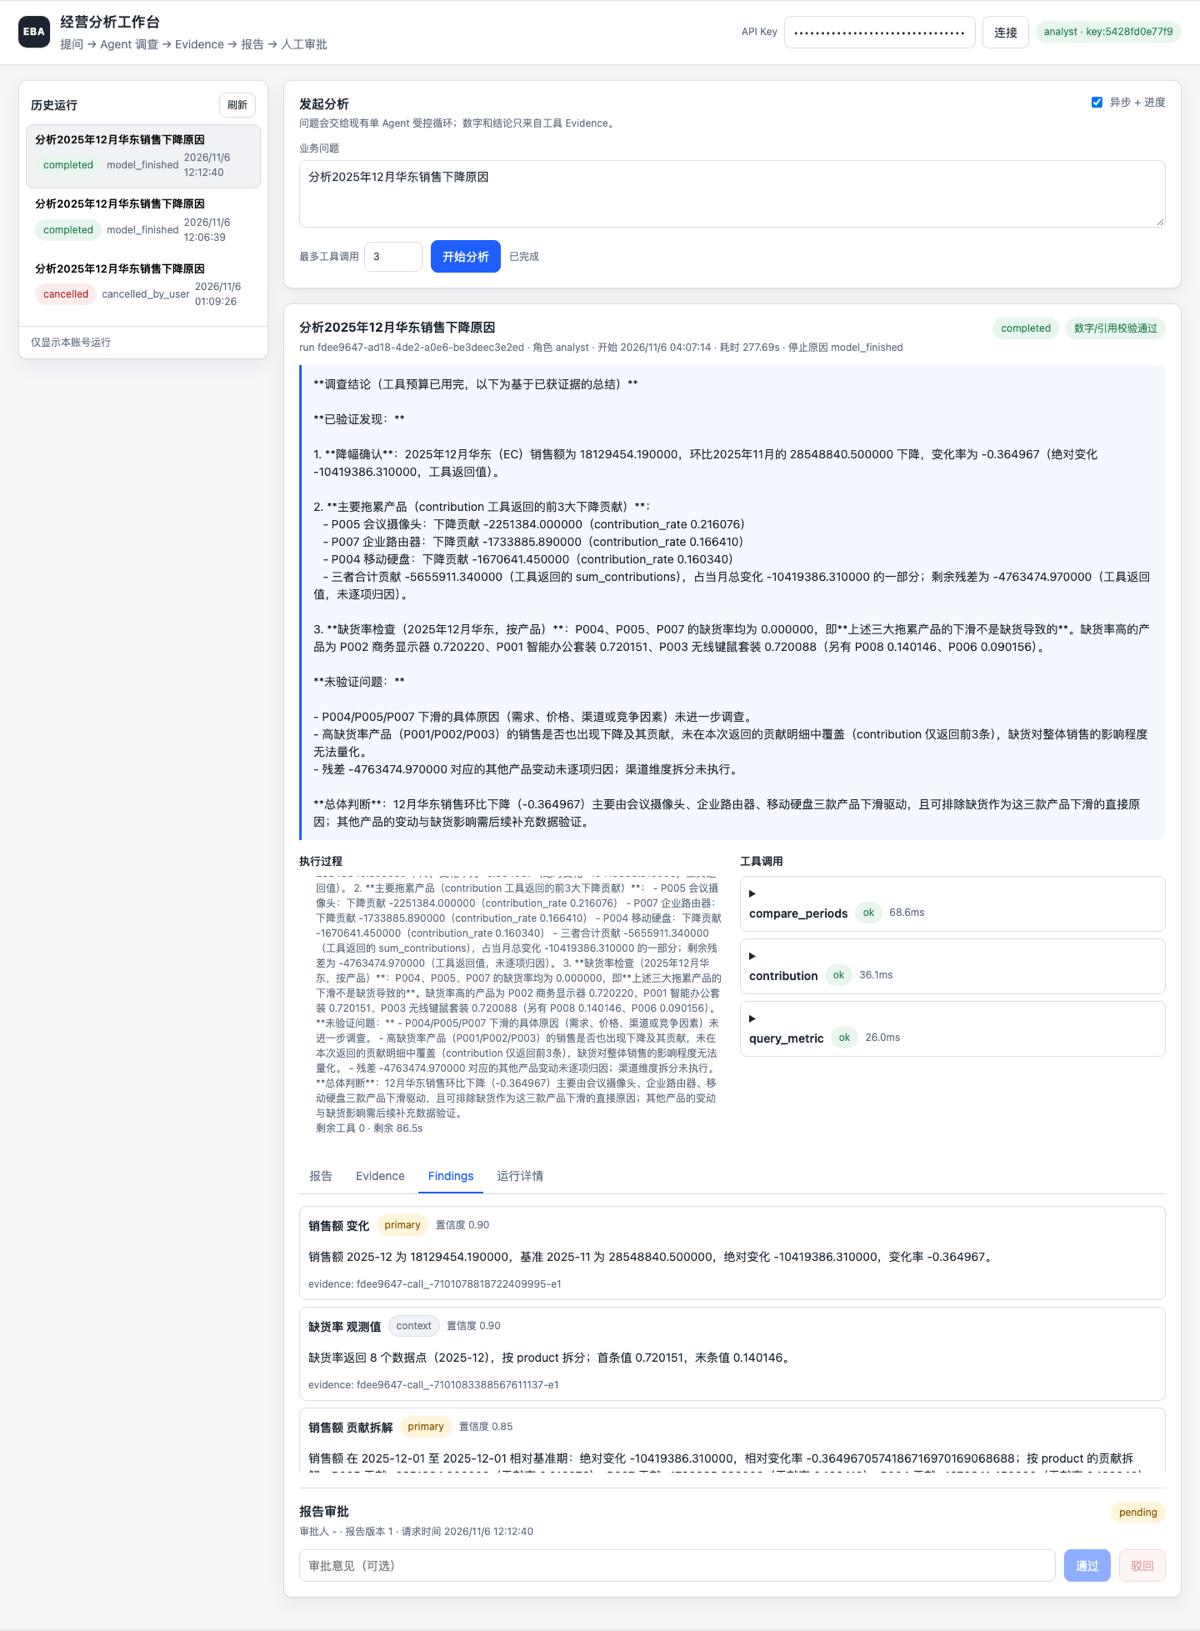 EBA
经营分析工作台
提问 → Agent 调查 → Evidence → 报告 → 人工审批
API Key
连接
analyst · key:5428fd0e77f9
历史运行
刷新
分析2025年12月华东销售下降原因
completed model_finished 2026/11/6
12:12:40
分析2025年12月华东销售下降原因
completed model_finished 2026/11/6
12:06:39
分析2025年12月华东销售下降原因
cancelled cancelled_by_user 2026/11/6
01:09:26
仅显示本账号运行
发起分析
异步 + 进度
问题会交给现有单 Agent 受控循环；数字和结论只来自工具 Evidence。
业务问题
分析2025年12月华东销售下降原因
最多工具调用 3 开始分析 已完成
分析2025年12月华东销售下降原因
completed 数字/引用校验通过
run fdee9647-ad18-4de2-a0e6-be3deec3e2ed · 角色 analyst · 开始 2026/11/6 04:07:14 · 耗时 277.69s · 停止原因 model_finished
**调查结论（工具预算已用完，以下为基于已获证据的总结）**
**已验证发现：**
1. **降幅确认**：2025年12月华东（EC）销售额为 18129454.190000，环比2025年11月的 28548840.500000 下降，变化率为 -0.364967（绝对变化
-10419386.310000，工具返回值）。
2. **主要拖累产品（contribution 工具返回的前3大下降贡献）**：
- P005 会议摄像头：下降贡献 -2251384.000000（contribution_rate 0.216076）
- P007 企业路由器：下降贡献 -1733885.890000（contribution_rate 0.166410）
- P004 移动硬盘：下降贡献 -1670641.450000（contribution_rate 0.160340）
- 三者合计贡献 -5655911.340000（工具返回的 sum_contributions），占当月总变化 -10419386.310000 的一部分；剩余残差为 -4763474.970000（工具返回
值，未逐项归因）。
3. **缺货率检查（2025年12月华东，按产品）**：P004、P005、P007 的缺货率均为 0.000000，即**上述三大拖累产品的下滑不是缺货导致的**。缺货率高的产
品为 P002 商务显示器 0.720220、P001 智能办公套装 0.720151、P003 无线键鼠套装 0.720088（另有 P008 0.140146、P006 0.090156）。
**未验证问题：**
- P004/P005/P007 下滑的具体原因（需求、价格、渠道或竞争因素）未进一步调查。
- 高缺货率产品（P001/P002/P003）的销售是否也出现下降及其贡献，未在本次返回的贡献明细中覆盖（contribution 仅返回前3条），缺货对整体销售的影响程度
无法量化。
- 残差 -4763474.970000 对应的其他产品变动未逐项归因；渠道维度拆分未执行。
**总体判断**：12月华东销售环比下降（-0.364967）主要由会议摄像头、企业路由器、移动硬盘三款产品下滑驱动，且可排除缺货作为这三款产品下滑的直接原
因；其他产品的变动与缺货影响需后续补充数据验证。
执行过程
回值）。 2. **主要拖累产品（contribution 工具返回的前3大下降贡献）**： - P005 会议摄
像头：下降贡献 -2251384.000000（contribution_rate 0.216076） - P007 企业路由器：
下降贡献 -1733885.890000（contribution_rate 0.166410） - P004 移动硬盘：下降贡献
-1670641.450000（contribution_rate 0.160340） - 三者合计贡献 -5655911.340000
（工具返回的 sum_contributions），占当月总变化 -10419386.310000 的一部分；剩余残
差为 -4763474.970000（工具返回值，未逐项归因）。 3. **缺货率检查（2025年12月华
东，按产品）**：P004、P005、P007 的缺货率均为 0.000000，即**上述三大拖累产品的
下滑不是缺货导致的**。缺货率高的产品为 P002 商务显示器 0.720220、P001 智能办公套
装 0.720151、P003 无线键鼠套装 0.720088（另有 P008 0.140146、P006 0.090156）。
**未验证问题：** - P004/P005/P007 下滑的具体原因（需求、价格、渠道或竞争因素）未
进一步调查。 - 高缺货率产品（P001/P002/P003）的销售是否也出现下降及其贡献，未在
本次返回的贡献明细中覆盖（contribution 仅返回前3条），缺货对整体销售的影响程度无法
量化。 - 残差 -4763474.970000 对应的其他产品变动未逐项归因；渠道维度拆分未执行。
**总体判断**：12月华东销售环比下降（-0.364967）主要由会议摄像头、企业路由器、移
动硬盘三款产品下滑驱动，且可排除缺货作为这三款产品下滑的直接原因；其他产品的变动
与缺货影响需后续补充数据验证。
剩余工具 0 · 剩余 86.5s
工具调用
compare_periods ok 68.6ms
contribution ok 36.1ms
query_metric ok 26.0ms
报告 Evidence Findings 运行详情
销售额 变化 primary 置信度 0.90
销售额 2025-12 为 18129454.190000，基准 2025-11 为 28548840.500000，绝对变化 -10419386.310000，变化率 -0.364967。
evidence: fdee9647-call_-7101078818722409995-e1
缺货率 观测值 context 置信度 0.90
缺货率返回 8 个数据点（2025-12），按 product 拆分；首条值 0.720151，末条值 0.140146。
evidence: fdee9647-call_-7101083388567611137-e1
销售额 贡献拆解 primary 置信度 0.85
销售额 在 2025-12-01 至 2025-12-01 相对基准期：绝对变化 -10419386.310000，相对变化率 -0.3649670574186716970169068688；按 product 的贡献拆
报告审批
pending
审批人 - · 报告版本 1 · 请求时间 2026/11/6 12:12:40
审批意见（可选）
通过
驳回